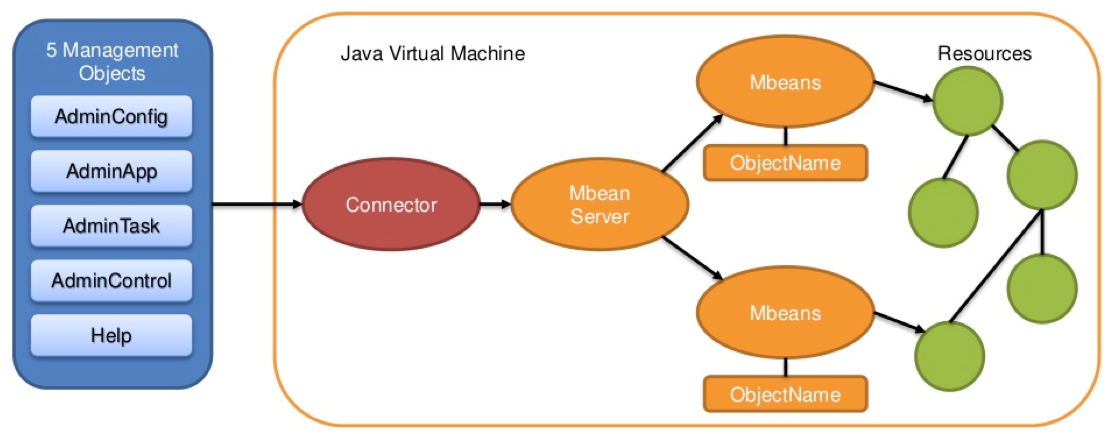 5 Management
Objects
AdminConfig
AdminApp
AdminTask
AdminControl
Help
Java Virtual Machine
Connector
Mbean
Server
Mbeans
ObjectName
Mbeans
ObjectName
Resources